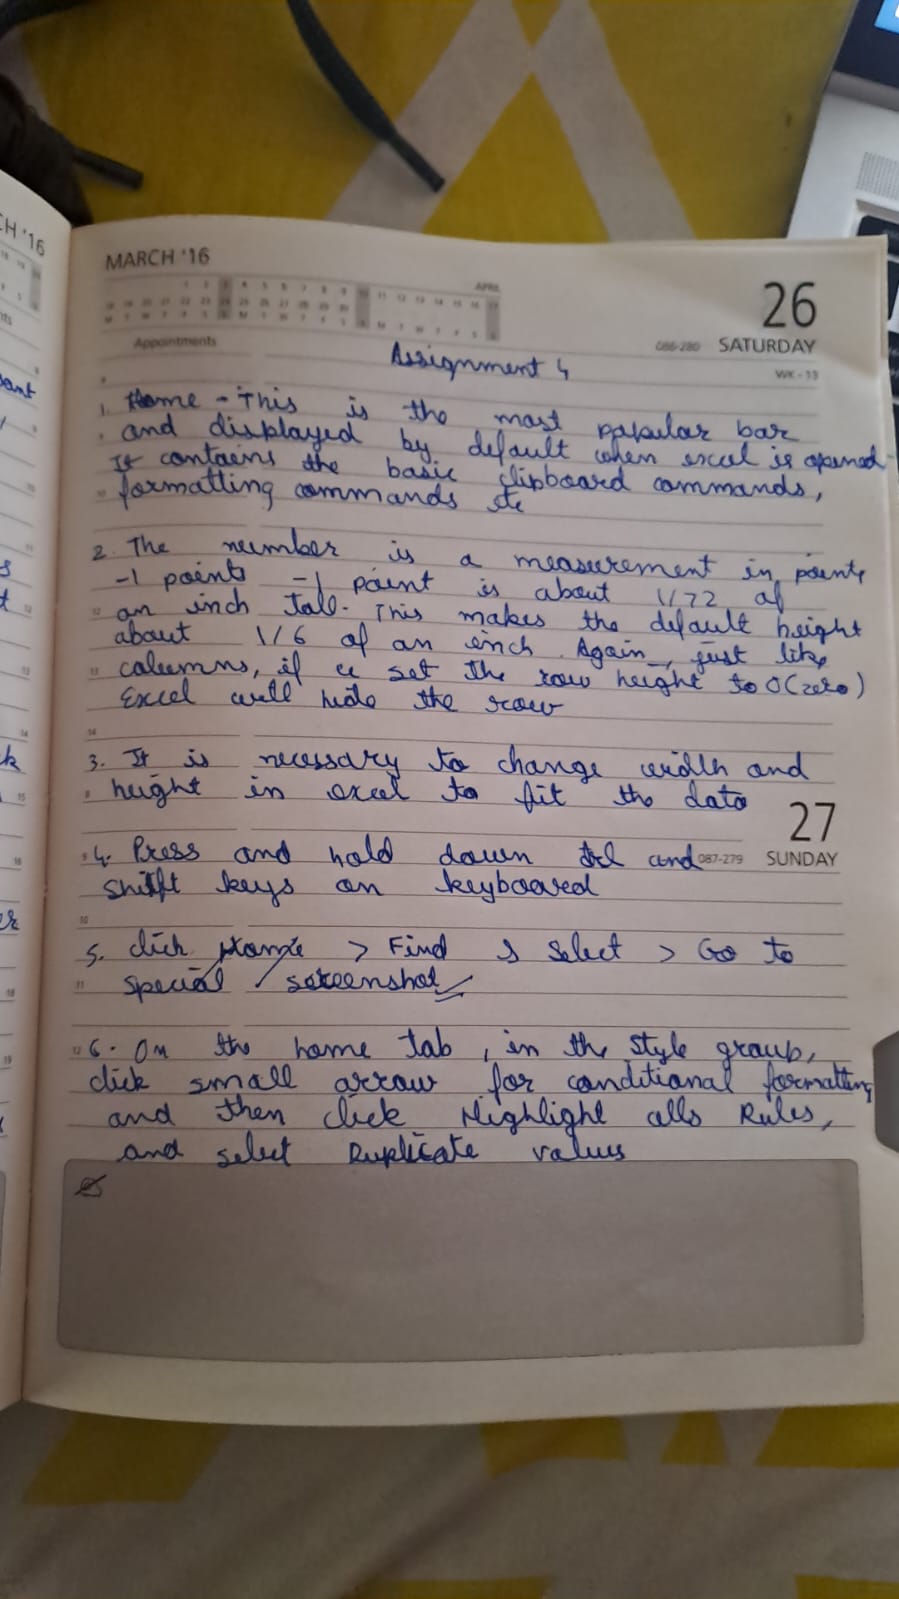 CH '16
MARCH '16
APRIL
26
086-280 SATURDAY
WK - 13
Appointments
Assignment 4
1. Home - This is the most popular bar
and displayed by default when excel is opened
It contains the basic clipboard commands,
formatting commands etc
2. The number is a measurement in points
-1 points -1 point is about 1/72 of
an inch Tall. This makes the default height
about 1/6 of an inch. Again, just like
columns, if u set the row height to 0 (zero)
Excel will hide the row
3. It is necessary to change width and
height in excel to fit the data
27
087-279 SUNDAY
4. Press and hold down ctrl and
Shift keys on keyboard
5. Click Home > Find & Select > Go To
Special / screenshot
6. On the home tab, in the style group,
click small arrow for conditional formatting
and then click Highlight cells Rules,
and select Duplicate values